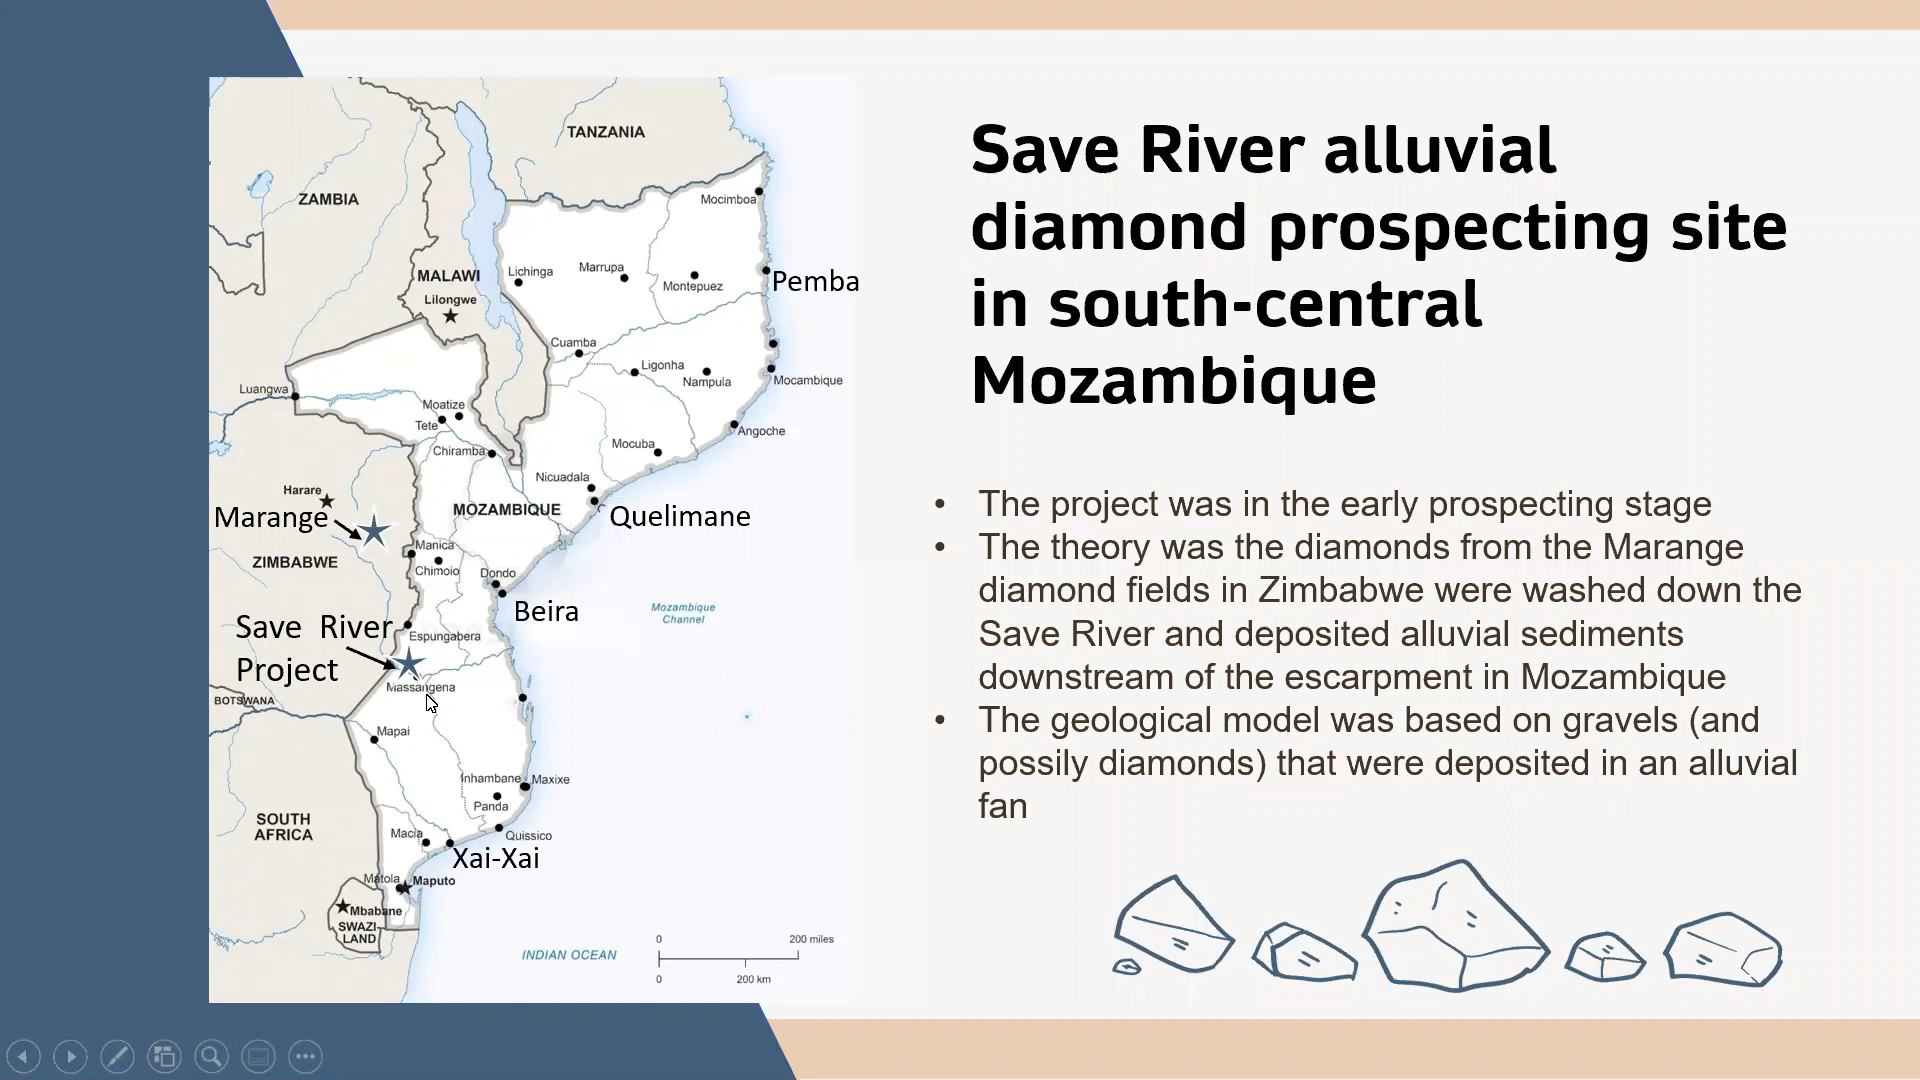 Save River alluvial
diamond prospecting site
in south-central
Mozambique
• The project was in the early prospecting stage
• The theory was the diamonds from the Marange
diamond fields in Zimbabwe were washed down the
Save River and deposited alluvial sediments
downstream of the escarpment in Mozambique
• The geological model was based on gravels (and
possily diamonds) that were deposited in an alluvial
fan
TANZANIA
ZAMBIA
Mocimboa
MALAWI
Lilongwe
Lichinga
Marrupa
Montepuez
Pemba
Cuamba
Ligonha
Nampula
Mocambique
Luangwa
Moatize
Tete
Angoche
Chiramba
Mocuba
Nicuadala
Harare
Marange
MOZAMBIQUE
Quelimane
ZIMBABWE
Manica
Chimoio
Dondo
Beira
Mozambique
Channel
Save River
Project
Espungabera
Massangena
BOTSWANA
Mapai
Inhambane
Maxixe
Panda
SOUTH
AFRICA
Macia
Quissico
Xai-Xai
Matola
Maputo
Mbabane
SWAZI-
LAND
INDIAN OCEAN
0
200 miles
0
200 km